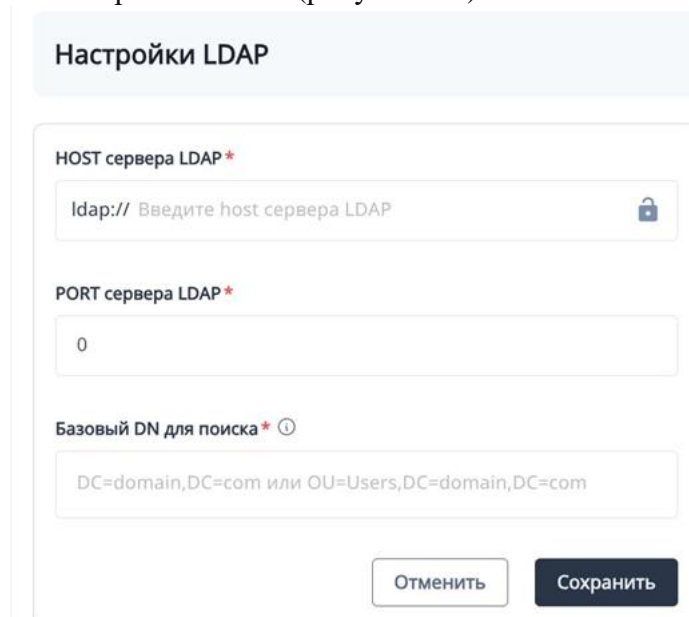 Настройки LDAP
HOST сервера LDAP *
ldap:// Введите host сервера LDAP
PORT сервера LDAP *
0
Базовый DN для поиска *
DC=domain,DC=com или OU=Users,DC=domain,DC=com
Отменить Сохранить